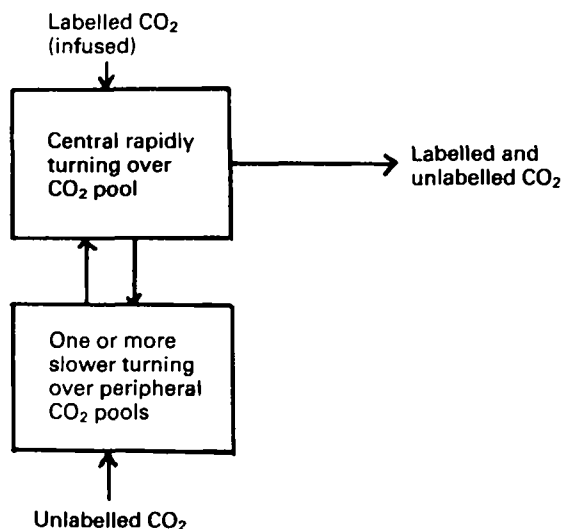 Labelled CO₂
(infused)
Central rapidly
turning over
CO₂ pool
Labelled and
unlabelled CO₂
One or more
slower turning
over peripheral
CO₂ pools
Unlabelled CO₂